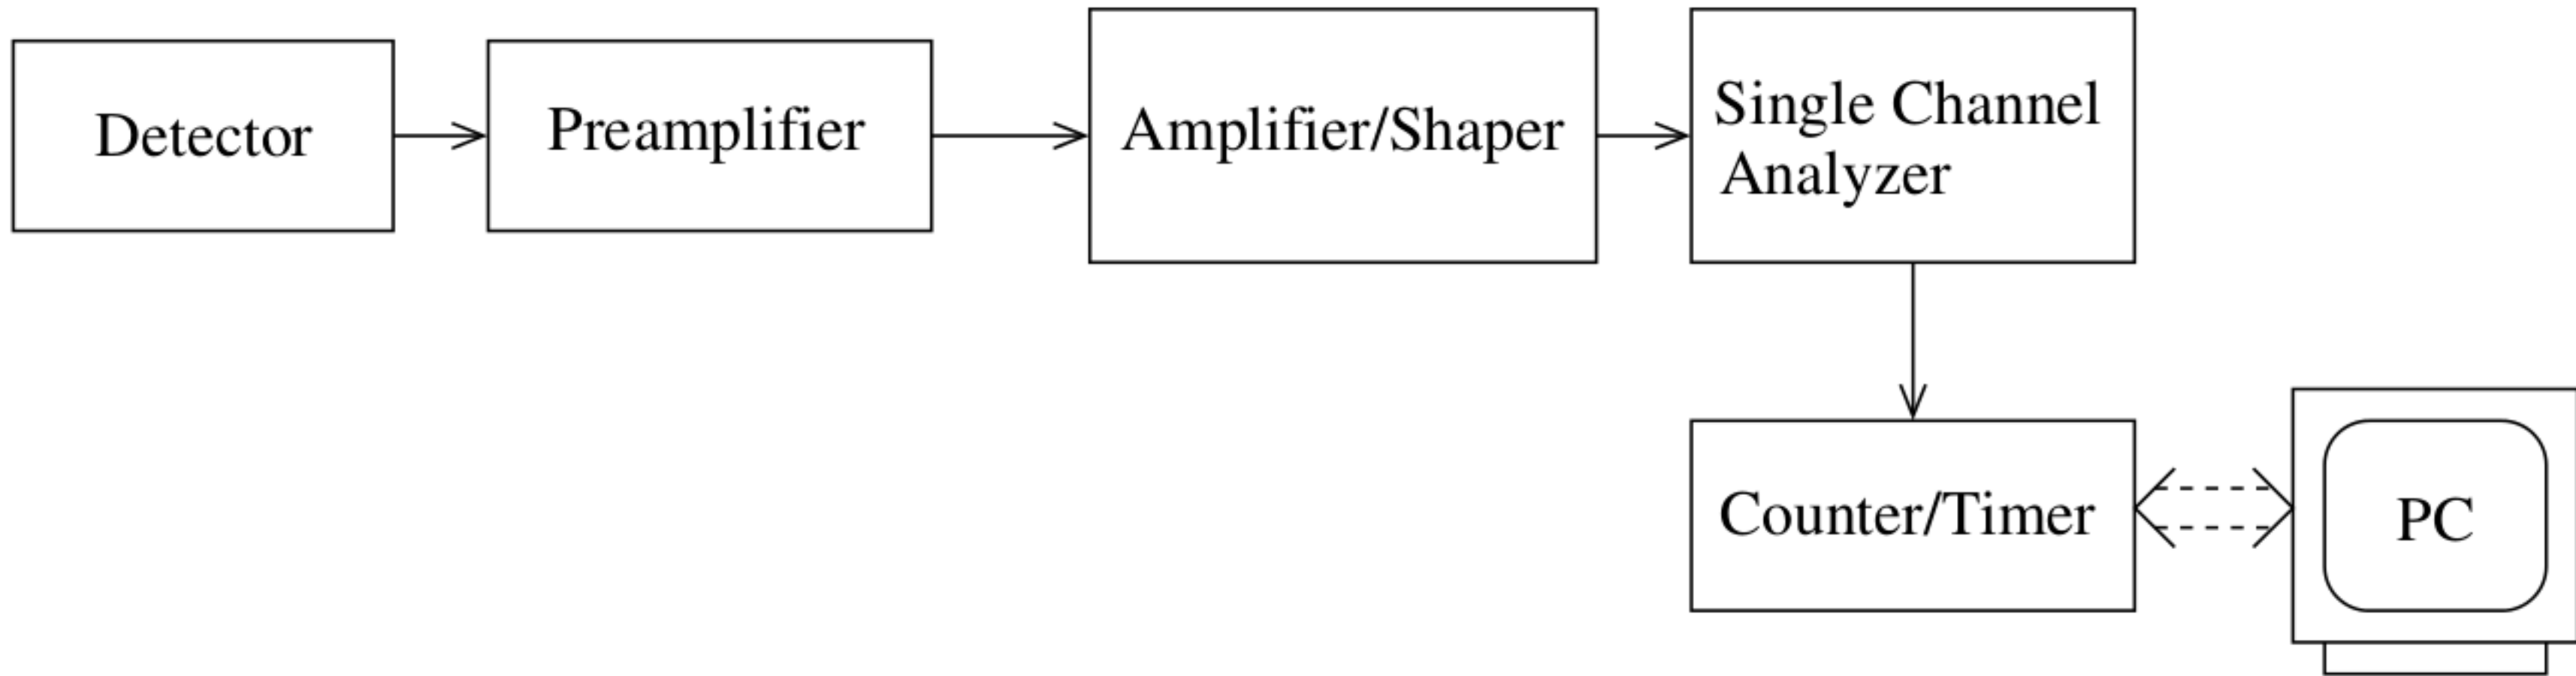 Detector
Preamplifier
Amplifier/Shaper
Single Channel
Analyzer
Counter/Timer
PC